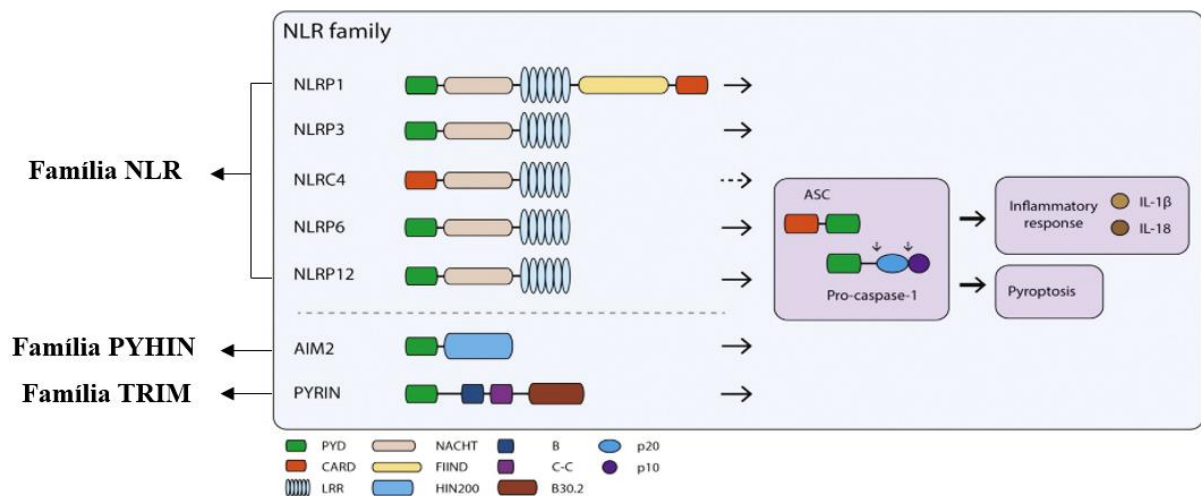 NLR family
NLRP1
NLRP3
Família NLR
NLRC4
NLRP6
NLRP12
ASC
Pro-caspase-1
Inflammatory
response
IL-1β
IL-18
Pyroptosis
Família PYHIN
AIM2
Família TRIM
PYRIN
PYD NACHT B p20
CARD FIIND C-C p10
LRR HIN200 B30.2